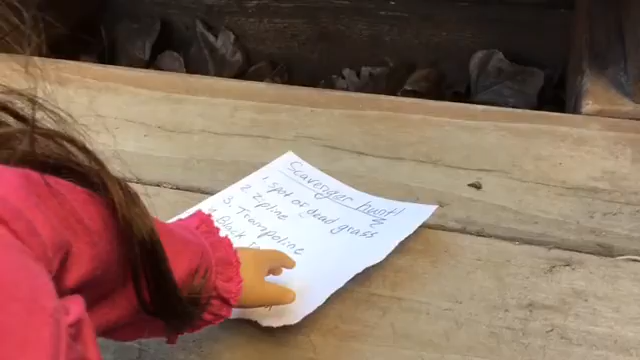 Scavenger hunt!
1. Spot of dead grass
2. Zipline
3. Trampoline
Black